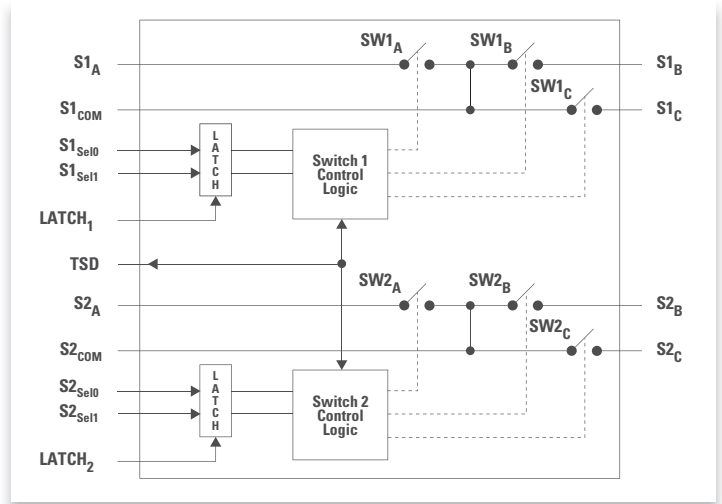 SW1A SW1B
S1A S1B
SW1C
S1COM S1C
S1Sel0
S1Sel1
LATCH
Switch 1
Control
Logic
LATCH1
TSD
SW2A SW2B
S2A S2B
SW2C
S2COM S2C
S2Sel0
S2Sel1
LATCH
Switch 2
Control
Logic
LATCH2